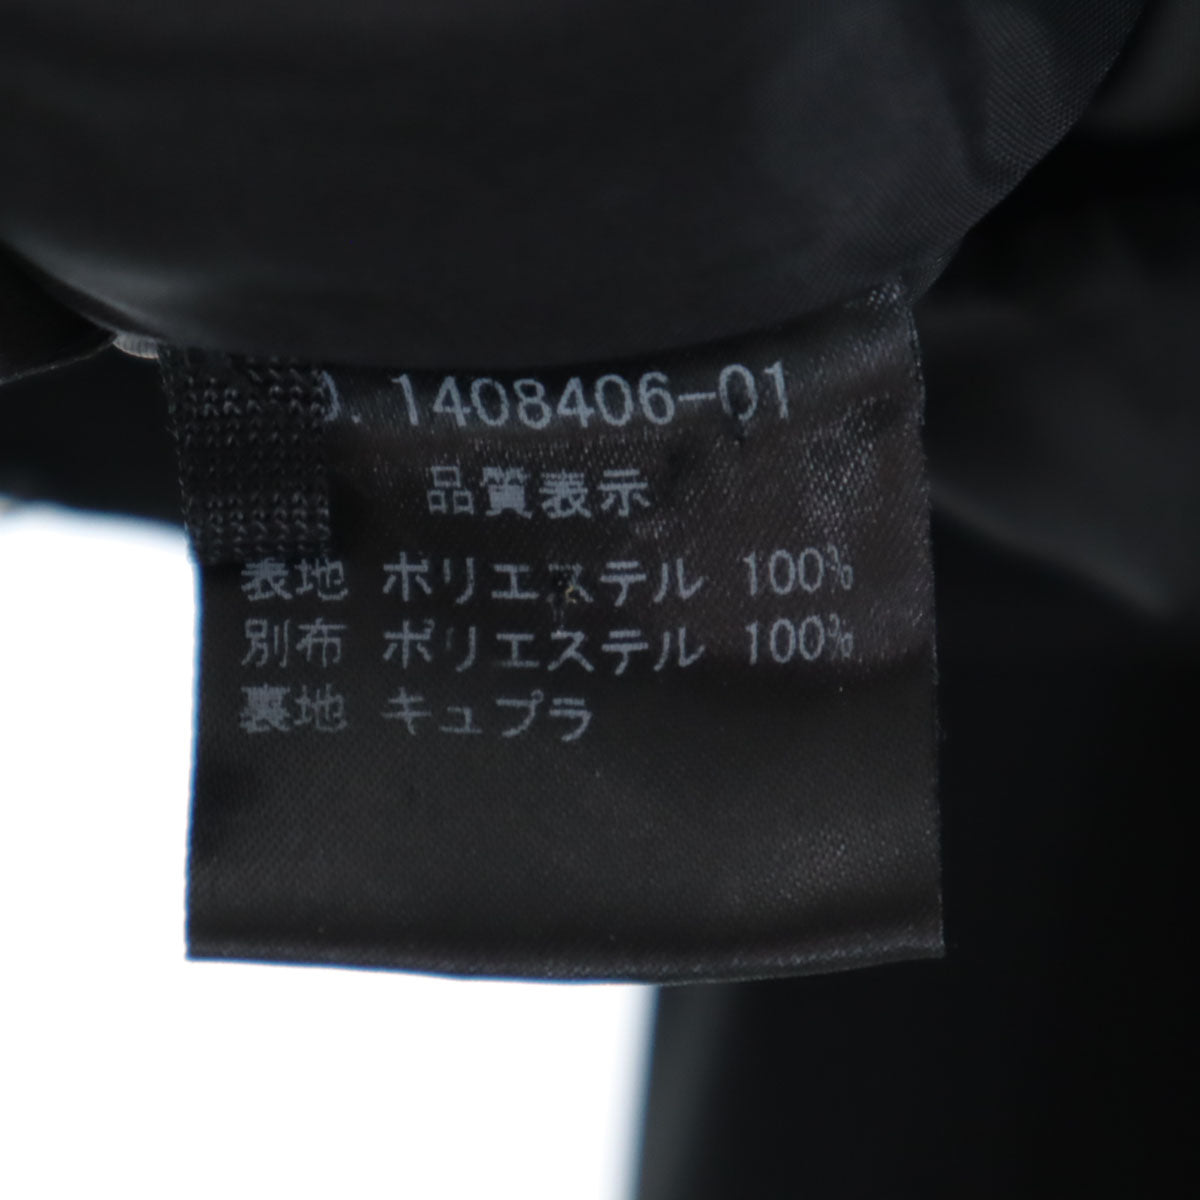 1408406-01
品質表示
表地 ポリエステル 100%
別布 ポリエステル 100%
裏地 キュプラ